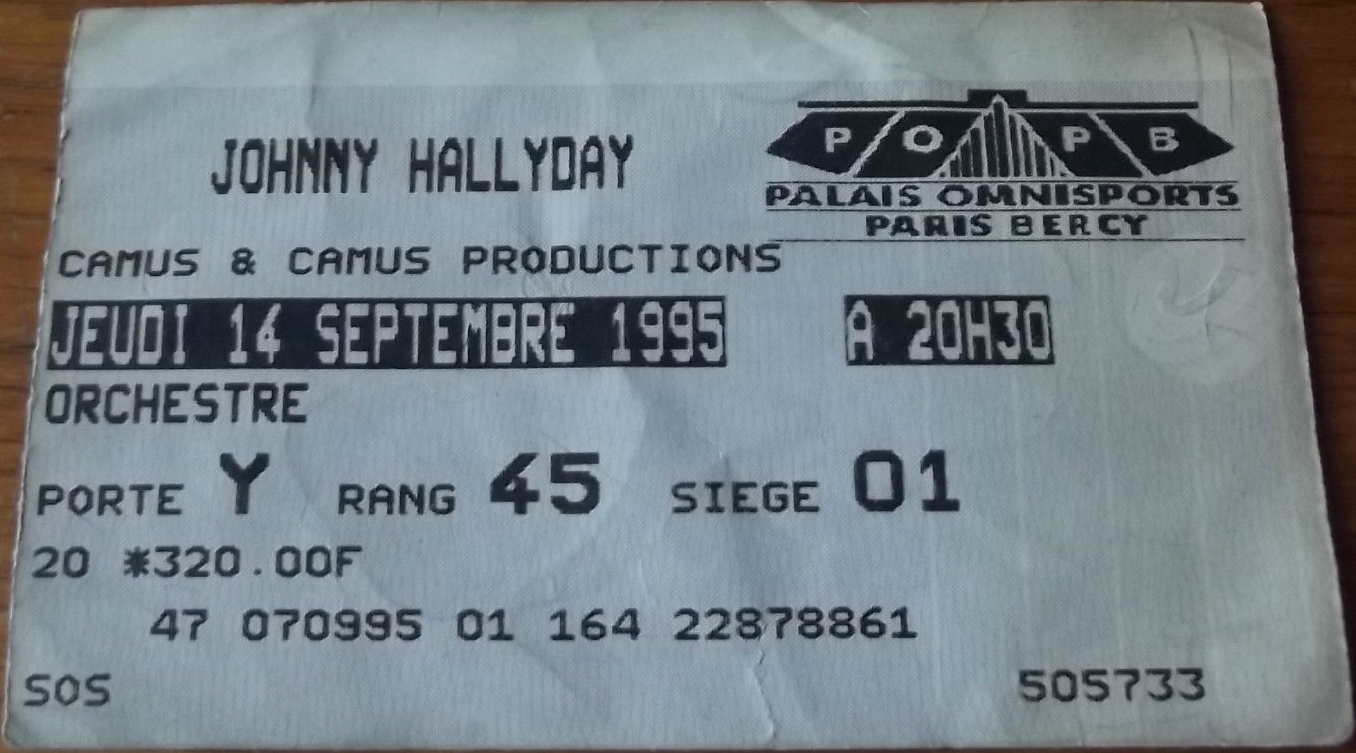 JOHNNY HALLYDAY
P O P B
PALAIS OMNISPORTS
PARIS BERCY
CAMUS & CAMUS PRODUCTIONS
JEUDI 14 SEPTEMBRE 1995 A 20H30
ORCHESTRE
PORTE Y RANG 45 SIEGE 01
20 *320.00F
47 070995 01 164 22878861
SOS 505733